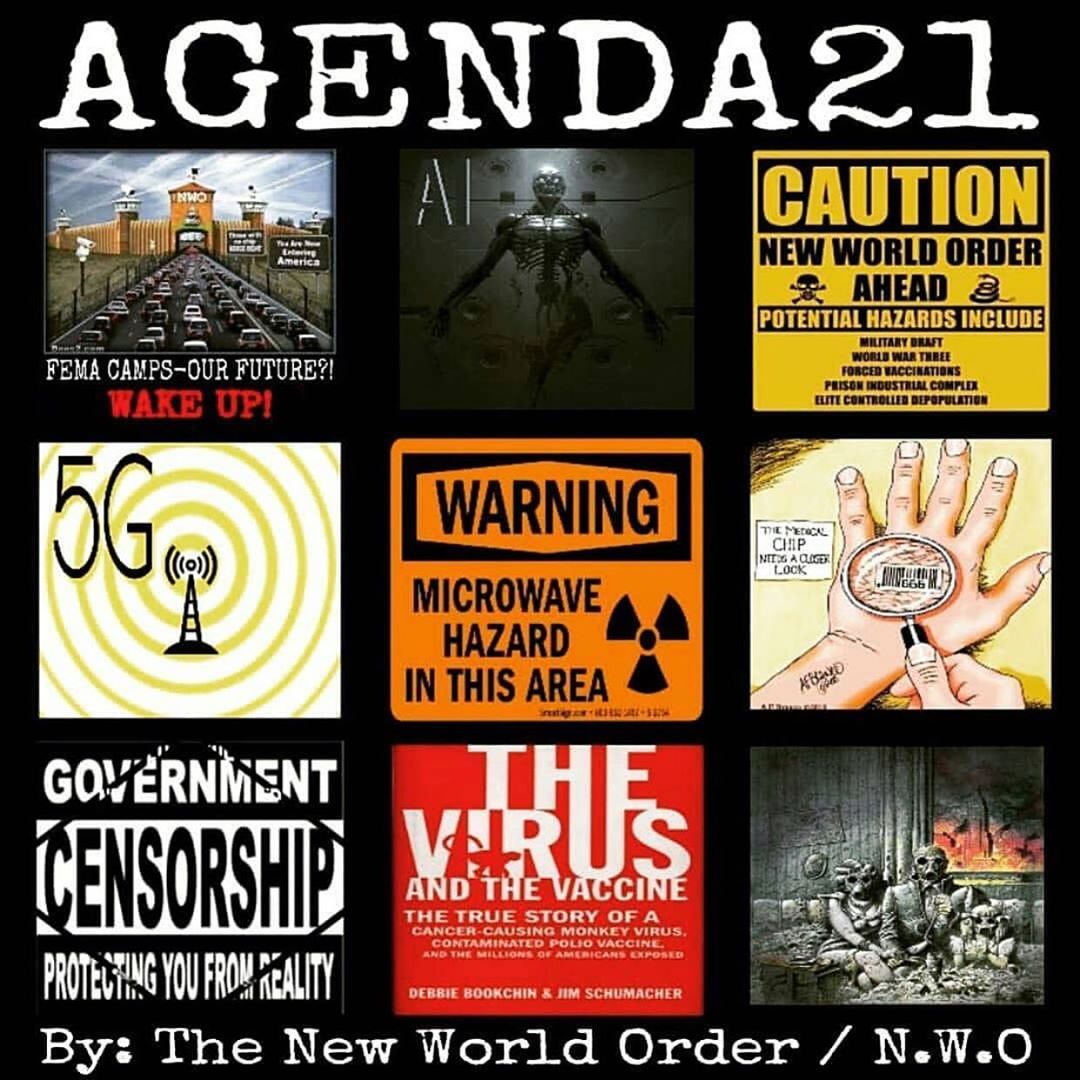 AGENDA21
NWO
You Are Now
Entering
America
FEMA CAMPS-OUR FUTURE?!
WAKE UP!
AI
CAUTION
NEW WORLD ORDER
AHEAD
POTENTIAL HAZARDS INCLUDE
MILITARY DRAFT
WORLD WAR THREE
FORCED VACCINATIONS
PRISON INDUSTRIAL COMPLEX
ELITE CONTROLLED DEPOPULATION
5G
WARNING
MICROWAVE
HAZARD
IN THIS AREA
THE MEDICAL
CHIP
NEEDS A CLOSER
LOOK
666
GOVERNMENT
CENSORSHIP
PROTECTING YOU FROM REALITY
THE
VIRUS
AND THE VACCINE
THE TRUE STORY OF A
CANCER-CAUSING MONKEY VIRUS,
CONTAMINATED POLIO VACCINE,
AND THE MILLIONS OF AMERICANS EXPOSED
DEBBIE BOOKCHIN & JIM SCHUMACHER
By: The New World Order / N.W.O